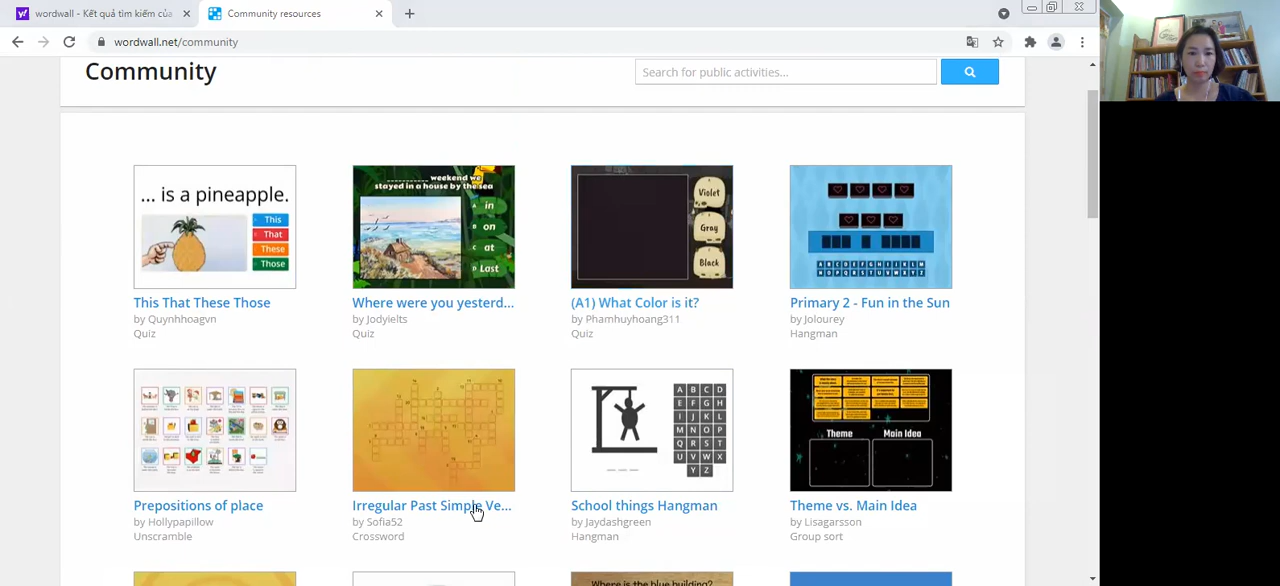 wordwall - Kết quả tìm kiếm củа
Community resources
wordwall.net/community
Community
Search for public activities...
... is a pineapple.
This
That
These
Those
This That These Those
by Quynhhoagvn
Quiz
__________ weekend we
stayed in a house by the sea
A in
B on
C at
D Last
Where were you yesterd...
by Jodyielts
Quiz
Violet
Gray
Black
(A1) What Color is it?
by Phamhuyhoang311
Quiz
A B C D E F G H I J K L M
N O P Q R S T U V W X Y Z
Primary 2 - Fun in the Sun
by Jolourey
Hangman
Prepositions of place
by Hollypapillow
Unscramble
Irregular Past Simple Ve...
by Sofia52
Crossword
A B C D
E F G H
I J K L
M N O P
Q R S T
U V W X
Y Z
School things Hangman
by Jaydashgreen
Hangman
Theme
Main Idea
Theme vs. Main Idea
by Lisagarsson
Group sort
Where is the blue building?